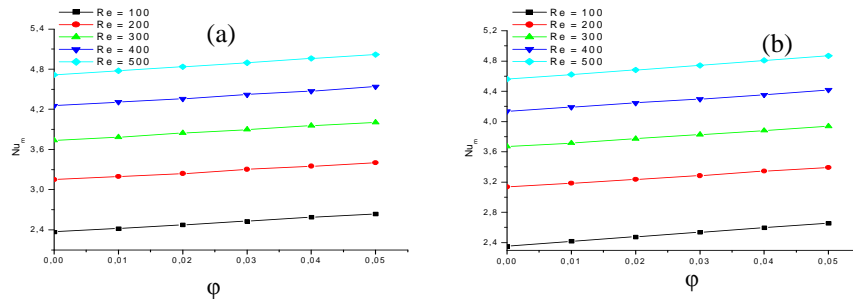 Re = 100
Re = 200
Re = 300
Re = 400
Re = 500
(a)
5,4
4,8
4,2
3,6
3,0
2,4
Nu_m
0,00 0,01 0,02 0,03 0,04 0,05
φ
Re = 100
Re = 200
Re = 300
Re = 400
Re = 500
(b)
5,2
4,8
4,4
4,0
3,6
3,2
2,8
2,4
Nu_m
0,00 0,01 0,02 0,03 0,04 0,05
φ